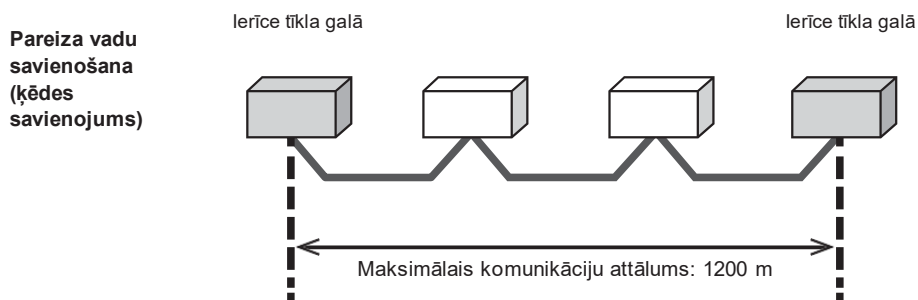 Ierīce tīkla galā
Ierīce tīkla galā
Pareiza vadu
savienošana
(ķēdes
savienojums)
Maksimālais komunikāciju attālums: 1200 m